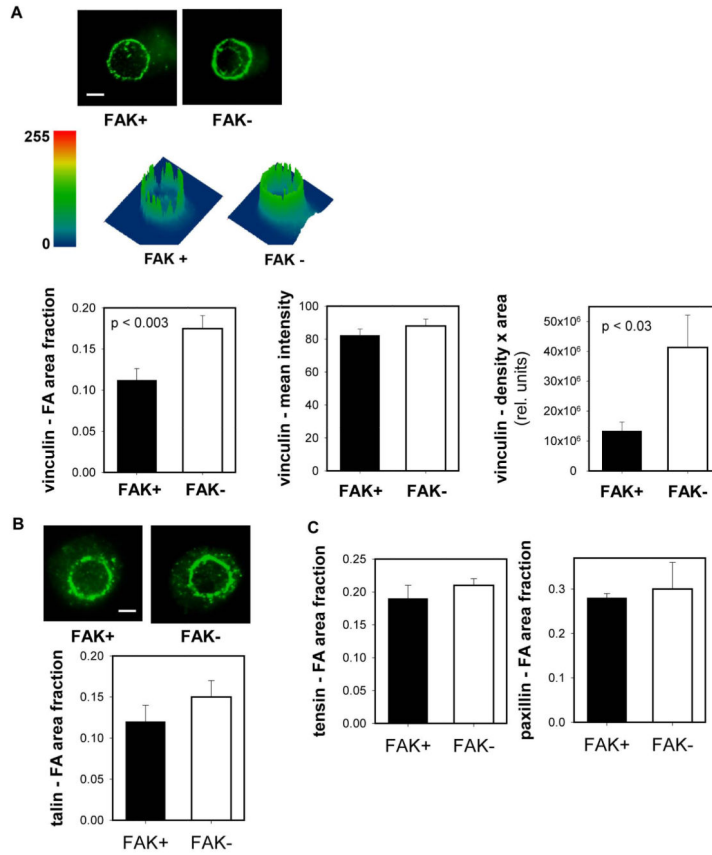 A
FAK+ FAK-
255
0
FAK + FAK -
vinculin - FA area fraction
0.20
0.15
0.10
0.05
0.00
p < 0.003
FAK+ FAK-
vinculin - mean intensity
100
80
60
40
20
0
FAK+ FAK-
vinculin - density x area
(rel. units)
50x10⁶
40x10⁶
30x10⁶
20x10⁶
10x10⁶
0
p < 0.03
FAK+ FAK-
B
FAK+ FAK-
talin - FA area fraction
0.20
0.15
0.10
0.05
0.00
FAK+ FAK-
C
tensin - FA area fraction
0.25
0.20
0.15
0.10
0.05
0.00
FAK+ FAK-
paxillin - FA area fraction
0.3
0.2
0.1
0.0
FAK+ FAK-